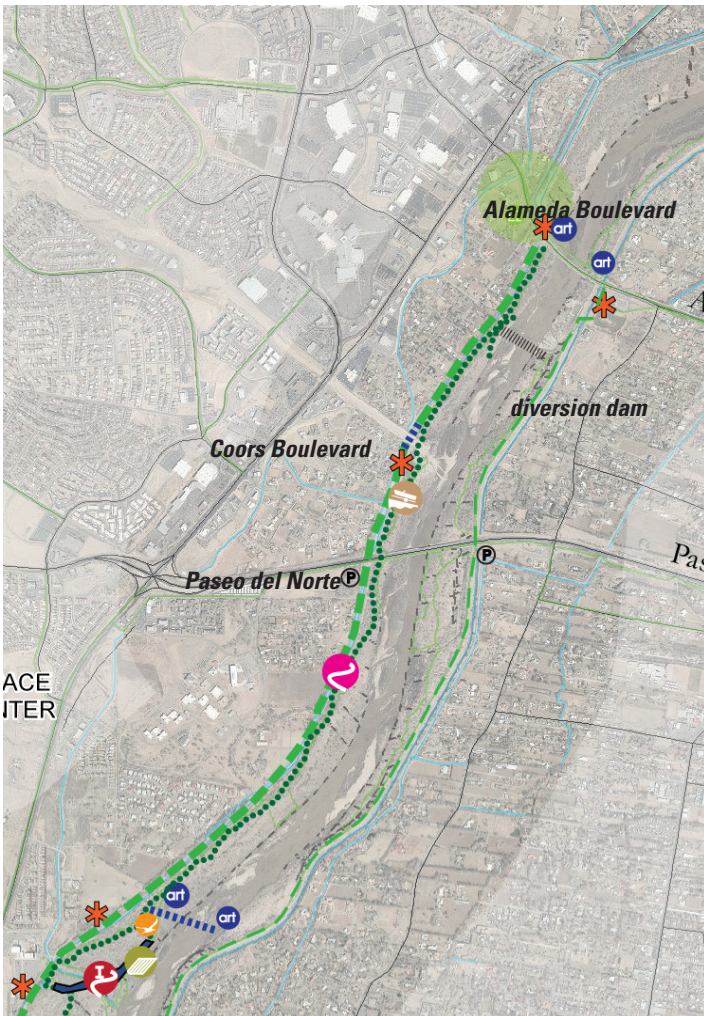 Alameda Boulevard
art
art
A
diversion dam
Coors Boulevard
Paseo del Norte
P
P
Pas
ACE
NTER
art
art